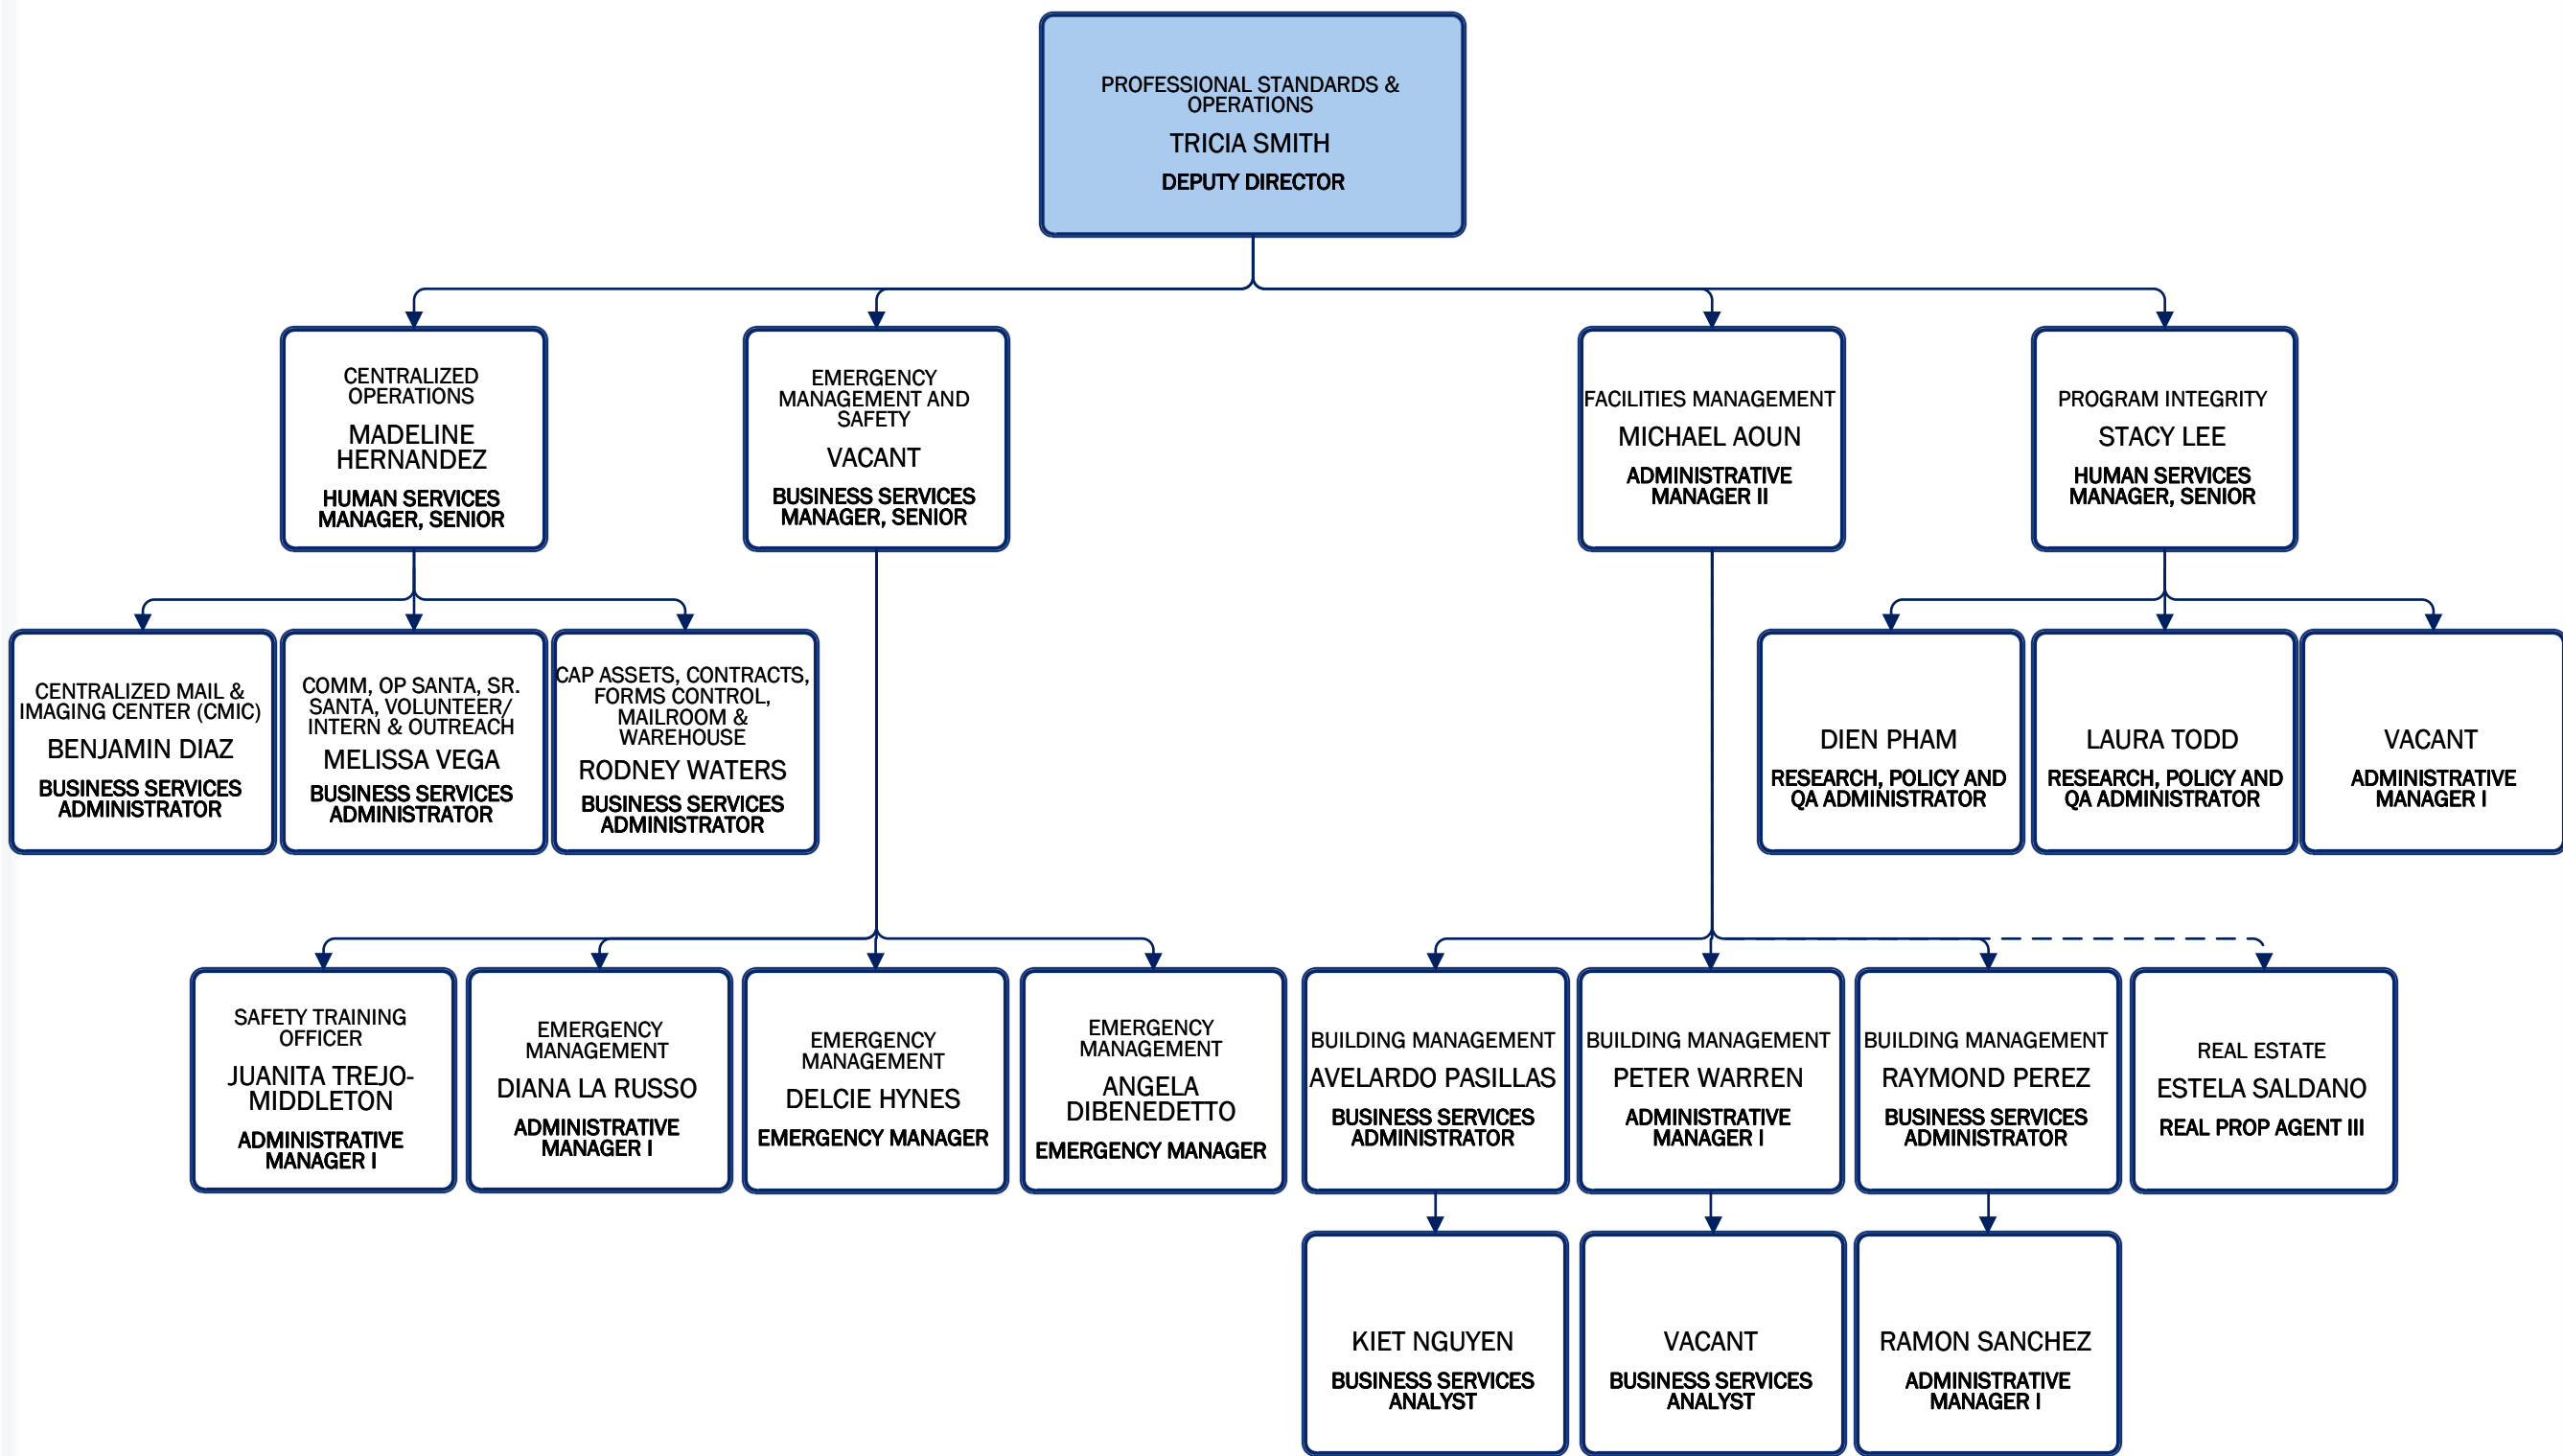 PROFESSIONAL STANDARDS &
OPERATIONS
TRICIA SMITH
DEPUTY DIRECTOR
CENTRALIZED
OPERATIONS
MADELINE
HERNANDEZ
HUMAN SERVICES
MANAGER, SENIOR
EMERGENCY
MANAGEMENT AND
SAFETY
VACANT
BUSINESS SERVICES
MANAGER, SENIOR
FACILITIES MANAGEMENT
MICHAEL AOUN
ADMINISTRATIVE
MANAGER II
PROGRAM INTEGRITY
STACY LEE
HUMAN SERVICES
MANAGER, SENIOR
CENTRALIZED MAIL &
IMAGING CENTER (CMIC)
BENJAMIN DIAZ
BUSINESS SERVICES
ADMINISTRATOR
COMM, OP SANTA, SR.
SANTA, VOLUNTEER/
INTERN & OUTREACH
MELISSA VEGA
BUSINESS SERVICES
ADMINISTRATOR
CAP ASSETS, CONTRACTS,
FORMS CONTROL,
MAILROOM &
WAREHOUSE
RODNEY WATERS
BUSINESS SERVICES
ADMINISTRATOR
DIEN PHAM
RESEARCH, POLICY AND
QA ADMINISTRATOR
LAURA TODD
RESEARCH, POLICY AND
QA ADMINISTRATOR
VACANT
ADMINISTRATIVE
MANAGER I
SAFETY TRAINING
OFFICER
JUANITA TREJO-
MIDDLETON
ADMINISTRATIVE
MANAGER I
EMERGENCY
MANAGEMENT
DIANA LA RUSSO
ADMINISTRATIVE
MANAGER I
EMERGENCY
MANAGEMENT
DELCIE HYNES
EMERGENCY MANAGER
EMERGENCY
MANAGEMENT
ANGELA
DIBENEDETTO
EMERGENCY MANAGER
BUILDING MANAGEMENT
AVELARDO PASILLAS
BUSINESS SERVICES
ADMINISTRATOR
BUILDING MANAGEMENT
PETER WARREN
ADMINISTRATIVE
MANAGER I
BUILDING MANAGEMENT
RAYMOND PEREZ
BUSINESS SERVICES
ADMINISTRATOR
REAL ESTATE
ESTELA SALDANO
REAL PROP AGENT III
KIET NGUYEN
BUSINESS SERVICES
ANALYST
VACANT
BUSINESS SERVICES
ANALYST
RAMON SANCHEZ
ADMINISTRATIVE
MANAGER I